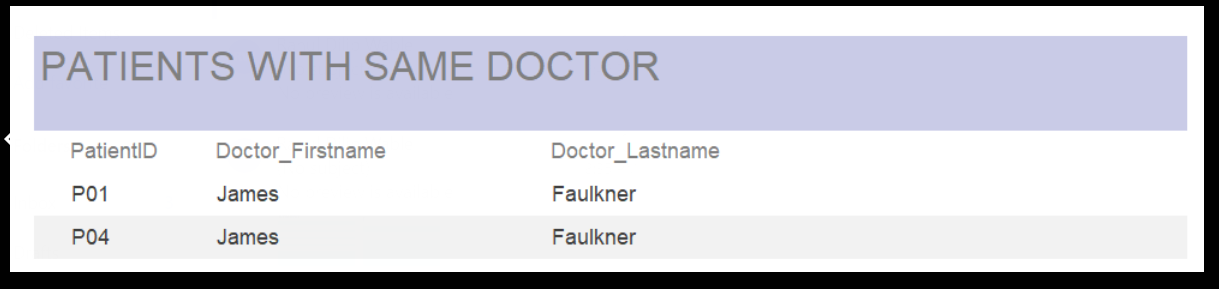 PATIENTS WITH SAME DOCTOR
PatientID Doctor_Firstname Doctor_Lastname
P01 James Faulkner
P04 James Faulkner